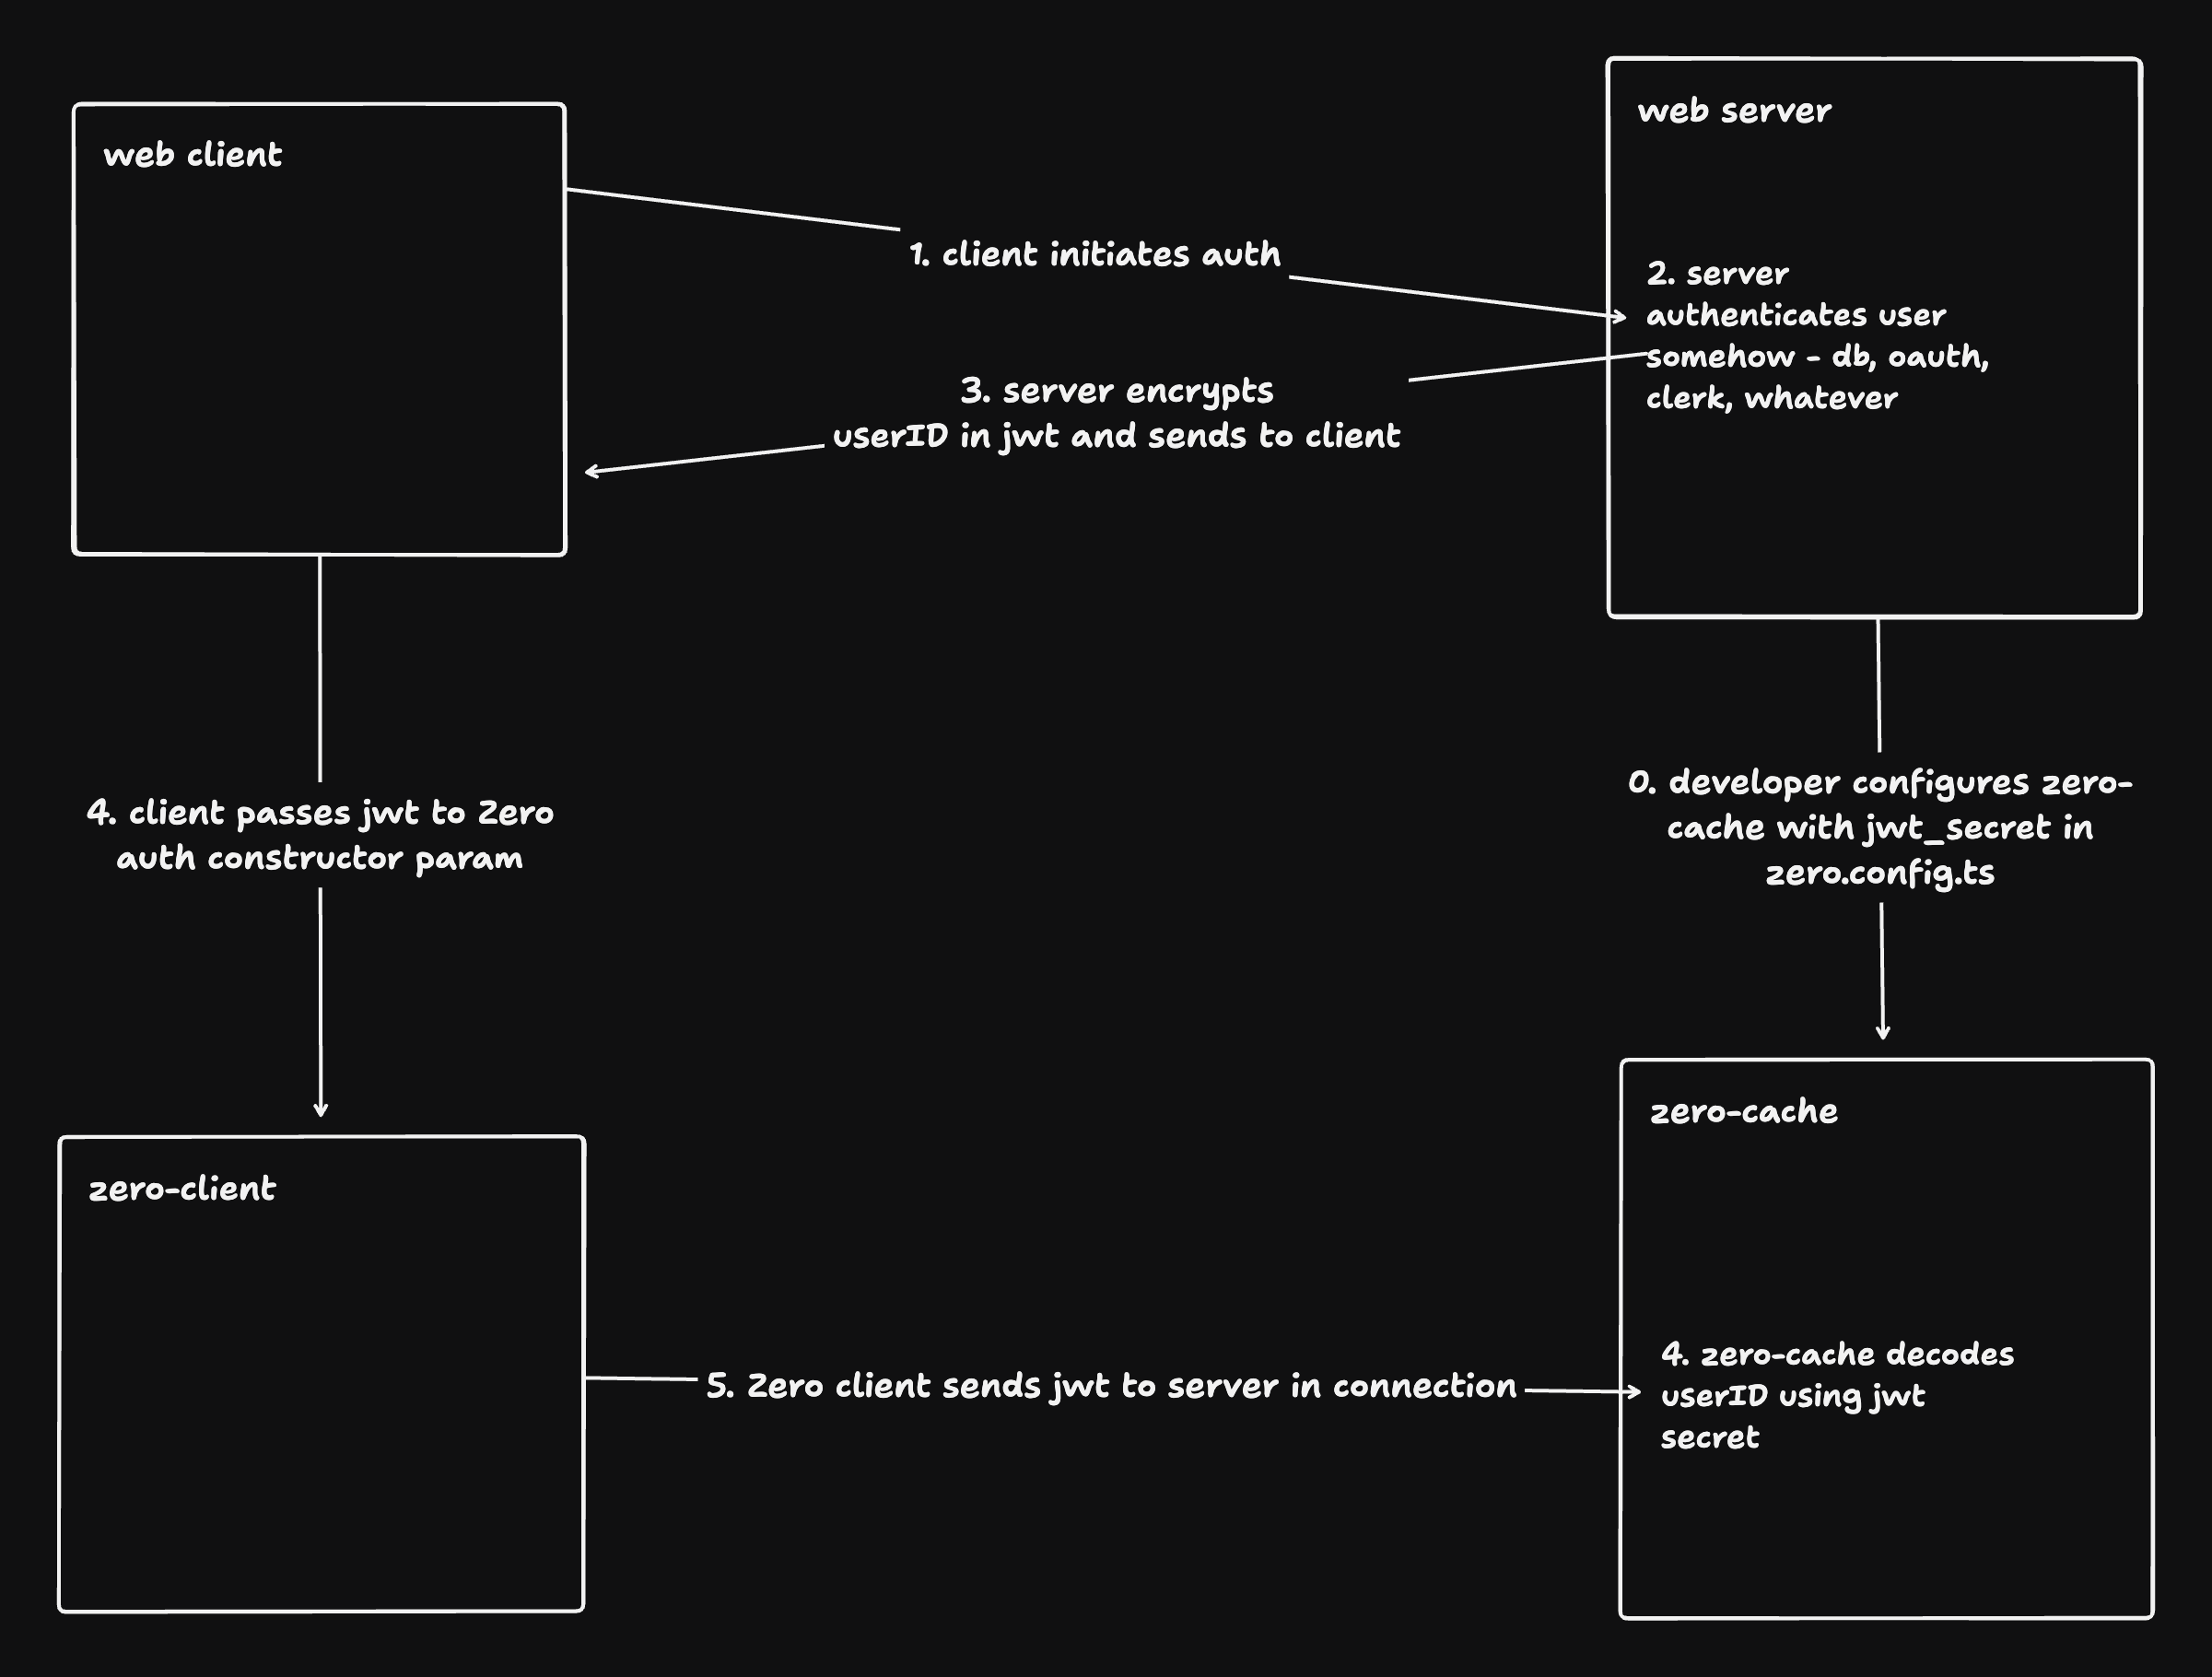 web client
web server
1. client initiates auth
2. server
authenticates user
somehow - db, oauth,
clerk, whatever
3. server encrypts
userID in jwt and sends to client
4. client passes jwt to Zero
auth constructor param
0. developer configures zero-
cache with jwt_secret in
zero.config.ts
zero-client
zero-cache
5. Zero client sends jwt to server in connection
4. zero-cache decodes
userID using jwt
secret